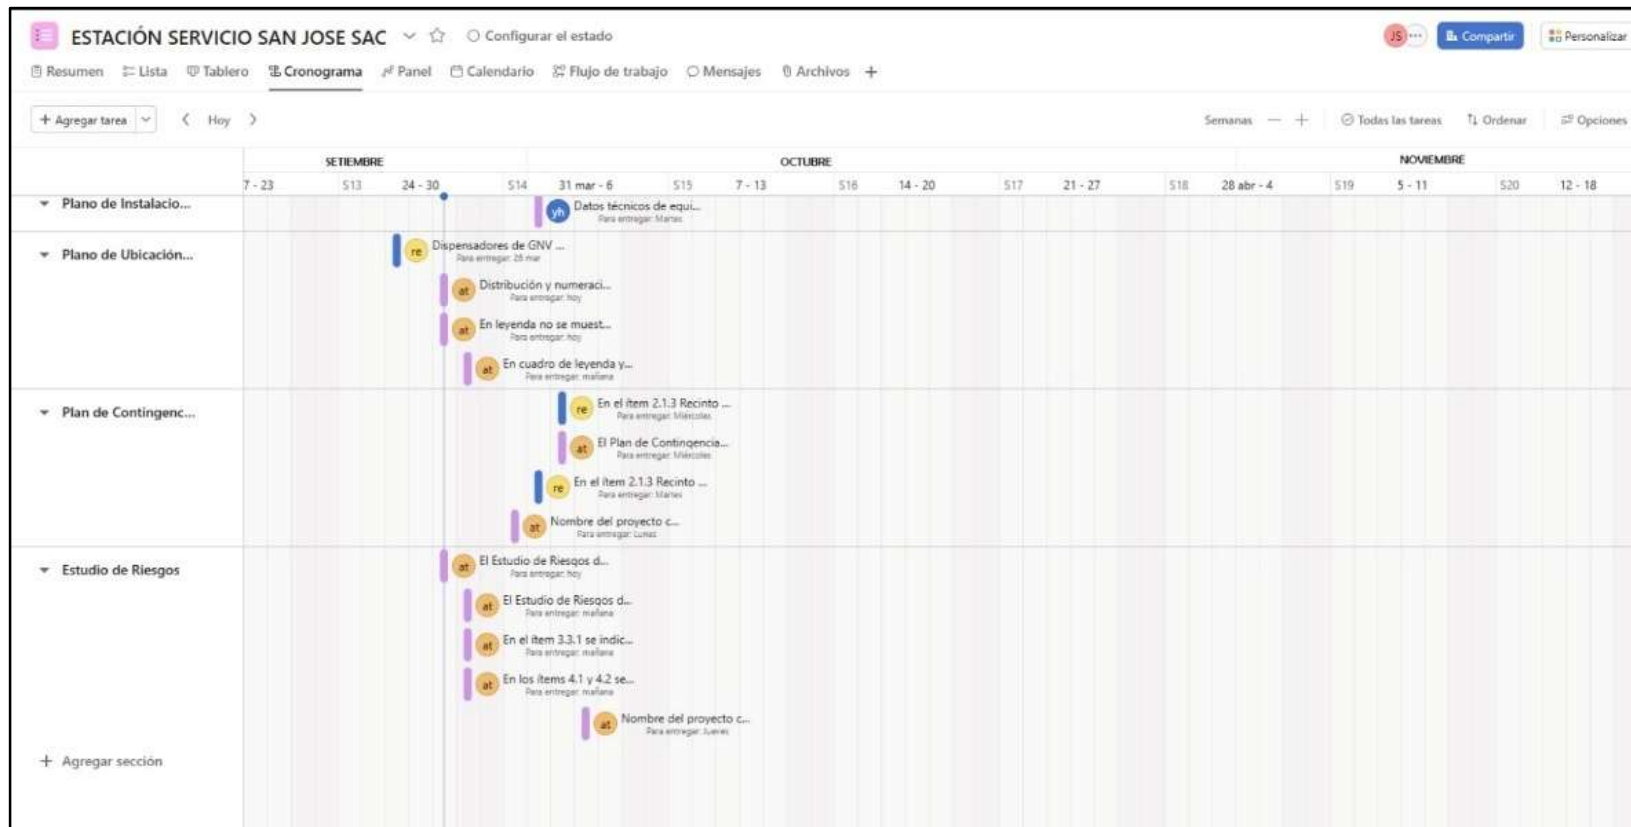 ESTACIÓN SERVICIO SAN JOSE SAC Configurar el estado JS Compartir Personalizar
Resumen Lista Tablero Cronograma Panel Calendario Flujo de trabajo Mensajes Archivos +
+ Agregar tarea < Hoy > Semanas — + Todas las tareas Ordenar Opciones
SETIEMBRE OCTUBRE NOVIEMBRE
7 - 23 S13 24 - 30 S14 31 mar - 6 S15 7 - 13 S16 14 - 20 S17 21 - 27 S18 28 abr - 4 S19 5 - 11 S20 12 - 18
Plano de Instalacio...
yh Datos técnicos de equi...
Para entregar: Martes
Plano de Ubicación...
re Dispensadores de GNV ...
Para entregar: 26 mar
at Distribución y numeraci...
Para entregar: hoy
at En leyenda no se muest...
Para entregar: hoy
at En cuadro de leyenda y...
Para entregar: mañana
Plan de Contingenc...
re En el ítem 2.1.3 Recinto ...
Para entregar: Miércoles
at El Plan de Contingencia...
Para entregar: Miércoles
re En el ítem 2.1.3 Recinto ...
Para entregar: Martes
at Nombre del proyecto c...
Para entregar: Lunes
Estudio de Riesgos
at El Estudio de Riesgos d...
Para entregar: hoy
at El Estudio de Riesgos d...
Para entregar: mañana
at En el ítem 3.3.1 se indic...
Para entregar: mañana
at En los ítems 4.1 y 4.2 se...
Para entregar: mañana
at Nombre del proyecto c...
Para entregar: Jueves
+ Agregar sección